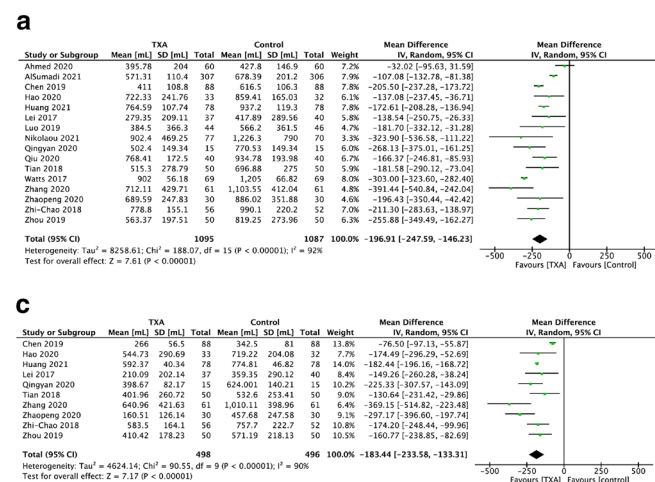 a
TXA Control Mean Difference Mean Difference
Study or Subgroup Mean [mL] SD [mL] Total Mean [mL] SD [mL] Total Weight IV, Random, 95% CI IV, Random, 95% CI
Ahmed 2020 395.78 204 60 427.8 146.9 60 7.2% -32.02 [-95.63, 31.59]
AlSumadi 2021 571.31 110.4 307 678.39 201.2 306 8.0% -107.08 [-132.78, -81.38]
Chen 2019 411 108.8 88 616.5 106.3 88 7.9% -205.50 [-237.28, -173.72]
Hao 2020 722.33 241.76 33 859.41 165.03 32 6.1% -137.08 [-237.45, -36.71]
Huang 2021 764.59 107.74 78 937.2 119.3 78 7.8% -172.61 [-208.28, -136.94]
Lei 2017 279.35 209.11 37 417.89 289.56 40 5.7% -138.54 [-250.75, -26.33]
Luo 2019 384.5 366.3 44 566.2 361.5 46 4.7% -181.70 [-332.12, -31.28]
Nikolaou 2021 902.4 469.25 77 1,226.3 790 70 3.3% -323.90 [-536.58, -111.22]
Qingyan 2020 502.4 149.34 15 770.53 149.34 15 5.9% -268.13 [-375.01, -161.25]
Qiu 2020 768.41 172.5 40 934.78 193.98 40 6.8% -166.37 [-246.81, -85.93]
Tian 2018 515.3 278.79 50 696.88 275 50 5.8% -181.58 [-290.12, -73.04]
Watts 2017 902 56.18 69 1,205 66.82 69 8.0% -303.00 [-323.60, -282.40]
Zhang 2020 712.11 429.71 61 1,103.55 412.04 61 4.7% -391.44 [-540.84, -242.04]
Zhaopeng 2020 689.59 247.83 30 886.02 351.88 30 4.6% -196.43 [-350.44, -42.42]
Zhi-Chao 2018 778.8 155.1 56 990.1 220.2 52 7.0% -211.30 [-283.63, -138.97]
Zhou 2019 563.37 197.51 50 819.25 273.96 50 6.4% -255.88 [-349.49, -162.27]
Total (95% CI) 1095 1087 100.0% -196.91 [-247.59, -146.23]
Heterogeneity: Tau² = 8258.61; Chi² = 188.07, df = 15 (P < 0.00001); I² = 92%
Test for overall effect: Z = 7.61 (P < 0.00001)
-500 -250 0 250 500
Favours [TXA] Favours [Control]
c
TXA Control Mean Difference Mean Difference
Study or Subgroup Mean [mL] SD [mL] Total Mean [mL] SD [mL] Total Weight IV, Random, 95% CI IV, Random, 95% CI
Chen 2019 266 56.5 88 342.5 81 88 13.8% -76.50 [-97.13, -55.87]
Hao 2020 544.73 290.69 33 719.22 204.08 32 7.6% -174.49 [-296.29, -52.69]
Huang 2021 592.37 40.34 78 774.81 46.82 78 14.0% -182.44 [-196.16, -168.72]
Lei 2017 210.09 202.14 37 359.35 290.12 40 8.2% -149.26 [-260.28, -38.24]
Qingyan 2020 398.67 82.17 15 624.001 140.21 15 9.7% -225.33 [-307.57, -143.09]
Tian 2018 401.96 260.72 50 532.6 253.41 50 8.7% -130.64 [-231.42, -29.86]
Zhang 2020 640.96 421.63 61 1,010.11 398.96 61 6.4% -369.15 [-514.82, -223.48]
Zhaopeng 2020 160.51 126.14 30 457.68 247.58 30 9.1% -297.17 [-396.60, -197.74]
Zhi-Chao 2018 583.5 164.1 56 757.7 222.7 52 10.5% -174.20 [-248.44, -99.96]
Zhou 2019 410.42 178.23 50 571.19 218.13 50 10.2% -160.77 [-238.85, -82.69]
Total (95% CI) 498 496 100.0% -183.44 [-233.58, -133.31]
Heterogeneity: Tau² = 4624.14; Chi² = 90.55, df = 9 (P < 0.00001); I² = 90%
Test for overall effect: Z = 7.17 (P < 0.00001)
-500 -250 0 250 500
Favours [TXA] Favours [control]